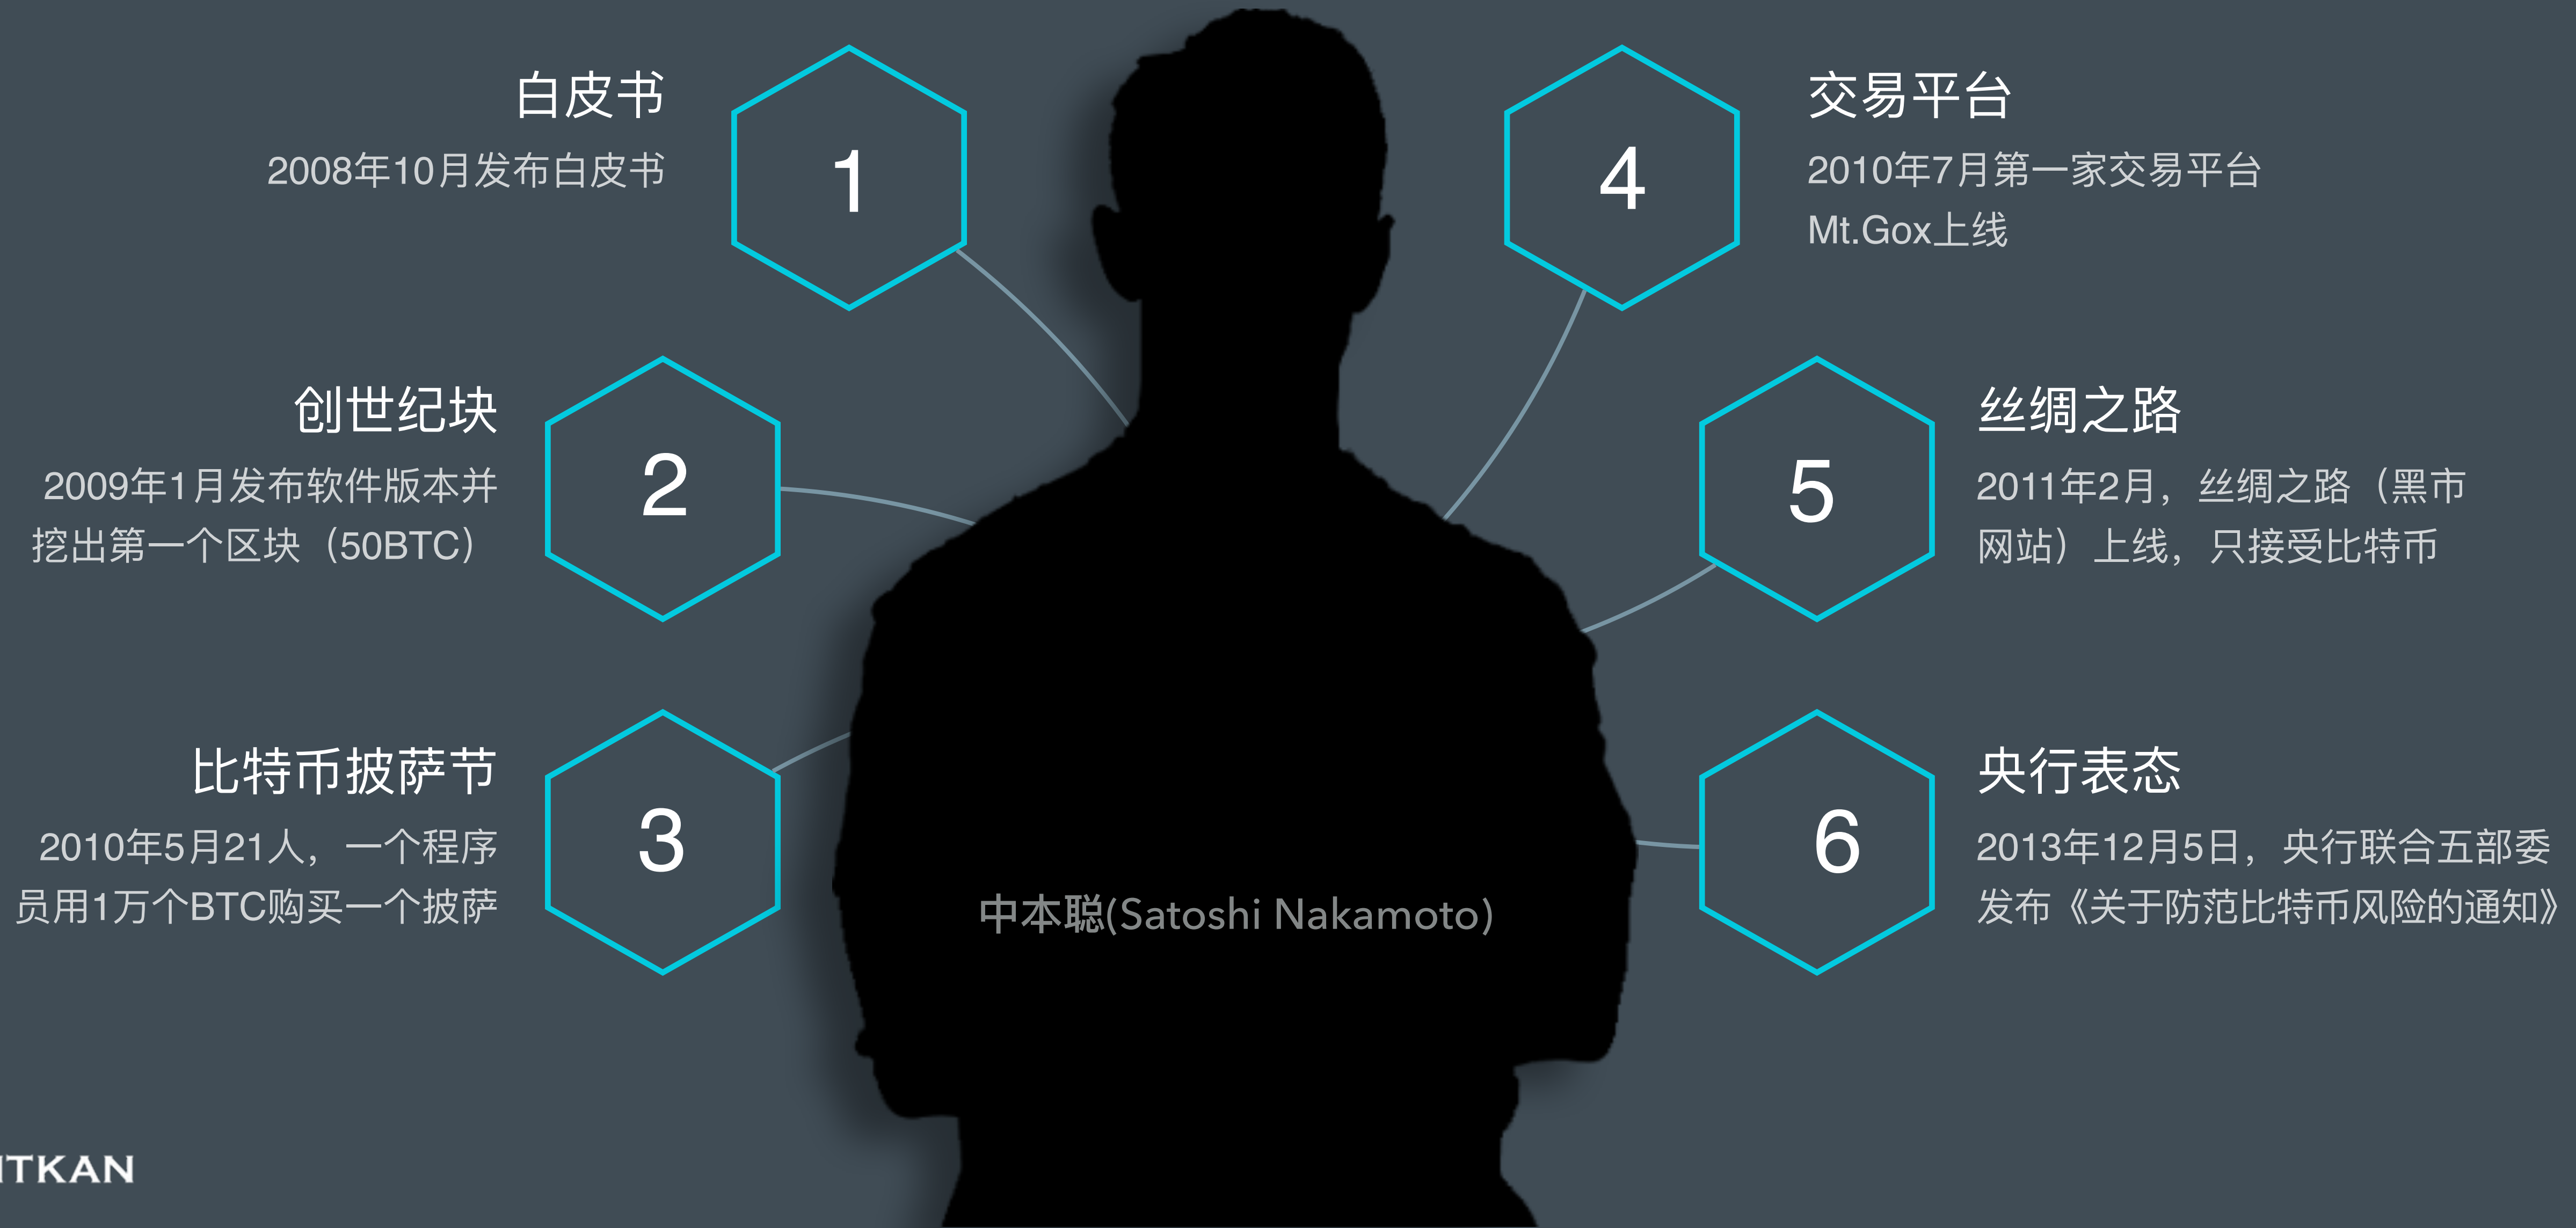 白皮书
2008年10月发布白皮书
1
创世纪块
2009年1月发布软件版本并
挖出第一个区块（50BTC）
2
比特币披萨节
2010年5月21人，一个程序
员用1万个BTC购买一个披萨
3
中本聪(Satoshi Nakamoto)
4
交易平台
2010年7月第一家交易平台
Mt.Gox上线
5
丝绸之路
2011年2月，丝绸之路（黑市
网站）上线，只接受比特币
6
央行表态
2013年12月5日，央行联合五部委
发布《关于防范比特币风险的通知》
ITKAN